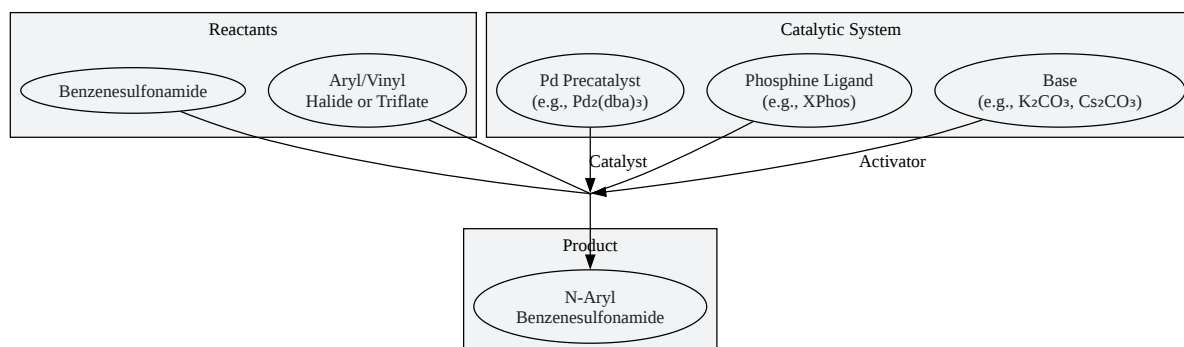 Reactants
Catalytic System
Benzenesulfonamide
Aryl/Vinyl
Halide or Triflate
Pd Precatalyst
(e.g., Pd₂(dba)₃)
Phosphine Ligand
(e.g., XPhos)
Base
(e.g., K₂CO₃, Cs₂CO₃)
Catalyst
Activator
Product
N-Aryl
Benzenesulfonamide